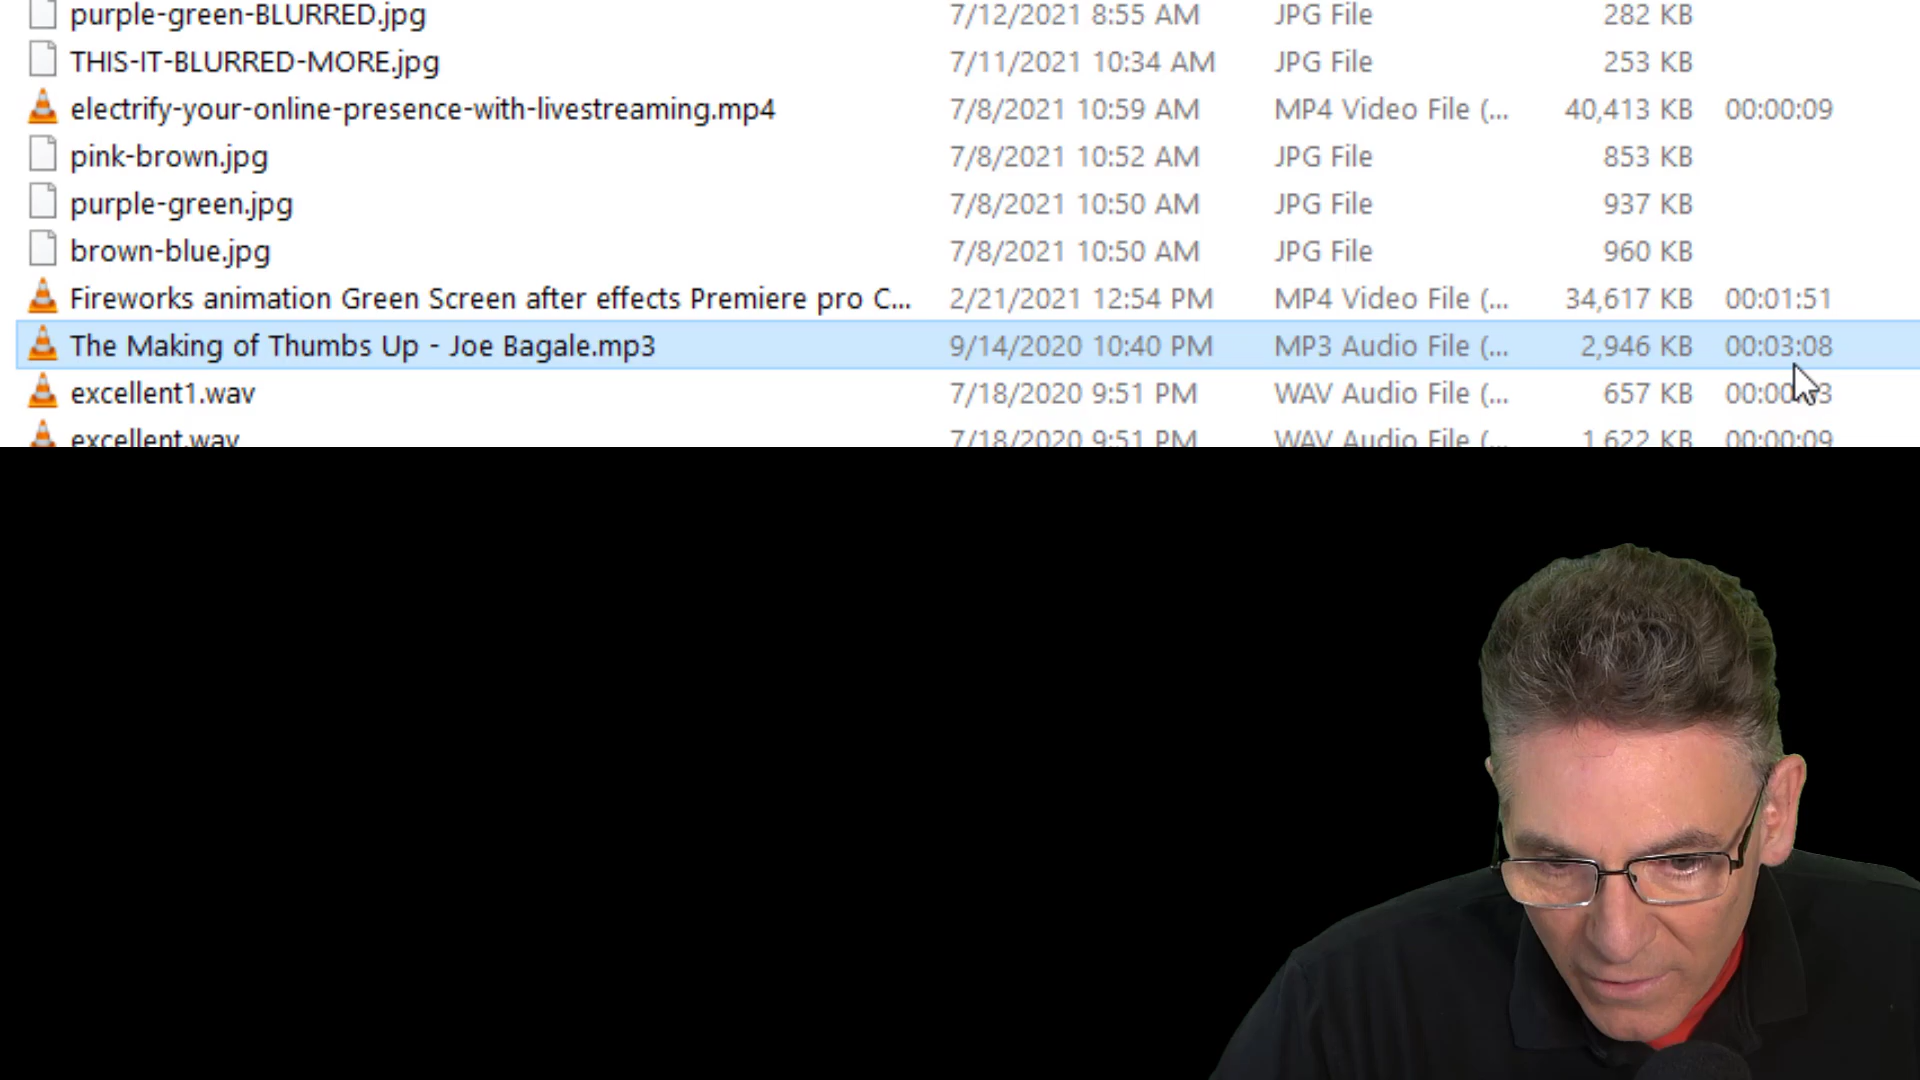 purple-green-BLURRED.jpg 7/12/2021 8:55 AM JPG File 282 KB
THIS-IT-BLURRED-MORE.jpg 7/11/2021 10:34 AM JPG File 253 KB
electrify-your-online-presence-with-livestreaming.mp4 7/8/2021 10:59 AM MP4 Video File (... 40,413 KB 00:00:09
pink-brown.jpg 7/8/2021 10:52 AM JPG File 853 KB
purple-green.jpg 7/8/2021 10:50 AM JPG File 937 KB
brown-blue.jpg 7/8/2021 10:50 AM JPG File 960 KB
Fireworks animation Green Screen after effects Premiere pro C... 2/21/2021 12:54 PM MP4 Video File (... 34,617 KB 00:01:51
The Making of Thumbs Up - Joe Bagale.mp3 9/14/2020 10:40 PM MP3 Audio File (... 2,946 KB 00:03:08
excellent1.wav 7/18/2020 9:51 PM WAV Audio File (... 657 KB
excellent.wav 7/18/2020 9:51 PM WAV Audio File (... 1,622 KB 00:00:09